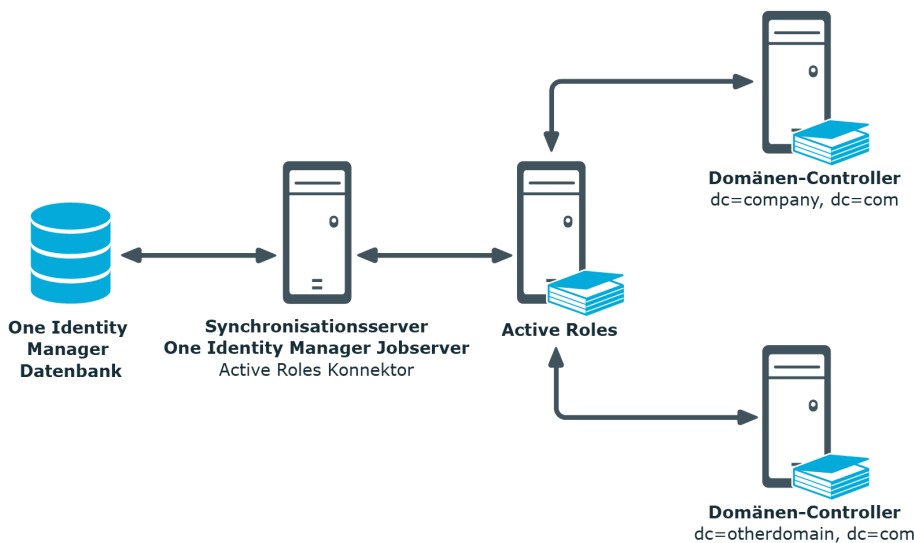 Domänen-Controller
dc=company, dc=com
One Identity
Manager
Datenbank
Synchronisationsserver
One Identity Manager Jobserver
Active Roles Konnektor
Active Roles
Domänen-Controller
dc=otherdomain, dc=com